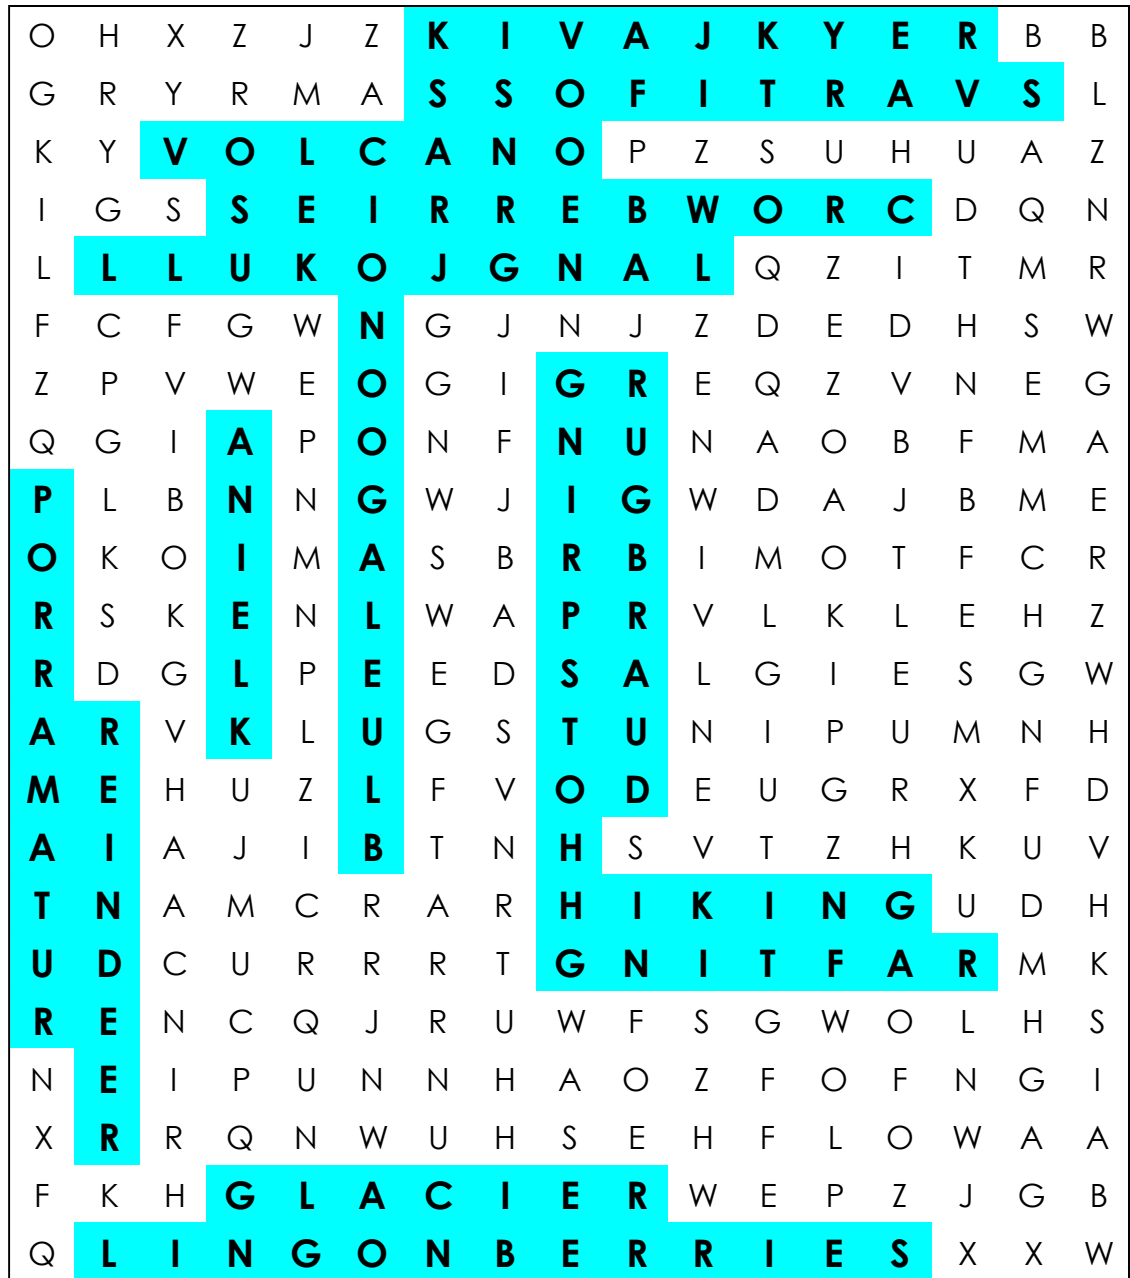 O H X Z J Z K I V A J K Y E R B B
G R Y R M A S S O F I T R A V S L
K Y V O L C A N O P Z S U H U A Z
I G S S E I R R E B W O R C D Q N
L L L U K O J G N A L Q Z I T M R
F C F G W N G J N J Z D E D H S W
Z P V W E O G I G R E Q Z V N E G
Q G I A P O N F N U N A O B F M A
P L B N N G W J I G W D A J B M E
O K O I M A S B R B I M O T F C R
R S K E N L W A P R V L K L E H Z
R D G L P E E D S A L G I E S G W
A R V K L U G S T U N I P U M N H
M E H U Z L F V O D E U G R X F D
A I A J I B T N H S V T Z H K U V
T N A M C R A R H I K I N G U D H
U D C U R R R T G N I T F A R M K
R E N C Q J R U W F S G W O L H S
N E I P U N N H A O Z F O F N G I
X R R Q N W U H S E H F L O W A A
F K H G L A C I E R W E P Z J G B
Q L I N G O N B E R R I E S X X W